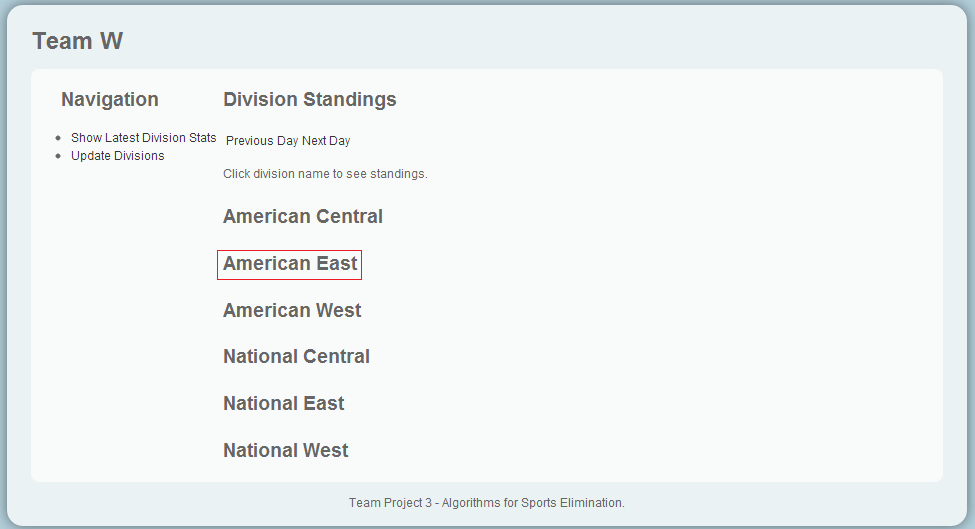 Team W
Navigation
Show Latest Division Stats
Update Divisions
Division Standings
Previous Day Next Day
Click division name to see standings.
American Central
American East
American West
National Central
National East
National West
Team Project 3 - Algorithms for Sports Elimination.